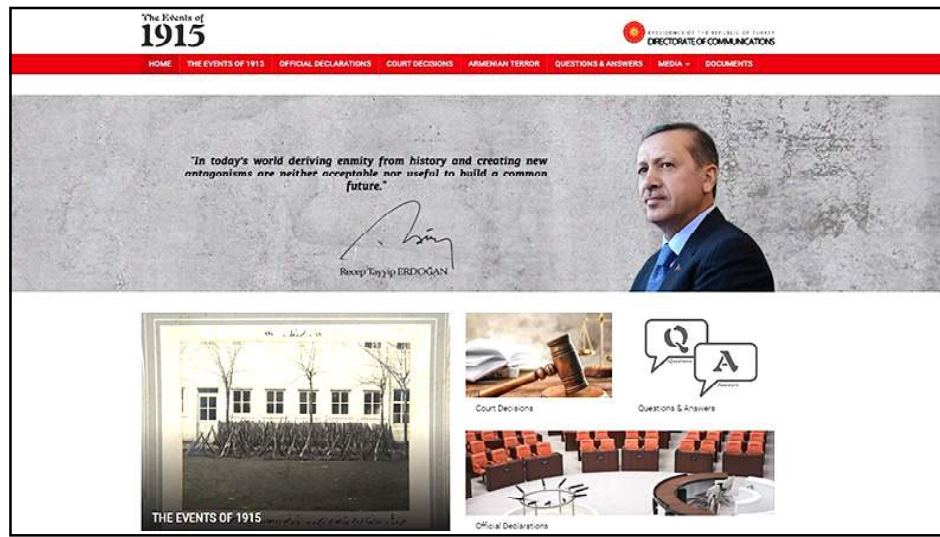 The Events of
1915
PRESIDENCY OF THE REPUBLIC OF TURKEY
DIRECTORATE OF COMMUNICATIONS
HOME THE EVENTS OF 1915 OFFICIAL DECLARATIONS COURT DECISIONS ARMENIAN TERROR QUESTIONS & ANSWERS MEDIA DOCUMENTS
"In today's world deriving enmity from history and creating new
antagonisms are neither acceptable nor useful to build a common
future."
Recep Tayyip ERDOĞAN
Q
Questions
A
Answers
Court Decisions
Questions & Answers
THE EVENTS OF 1915
Official Declarations